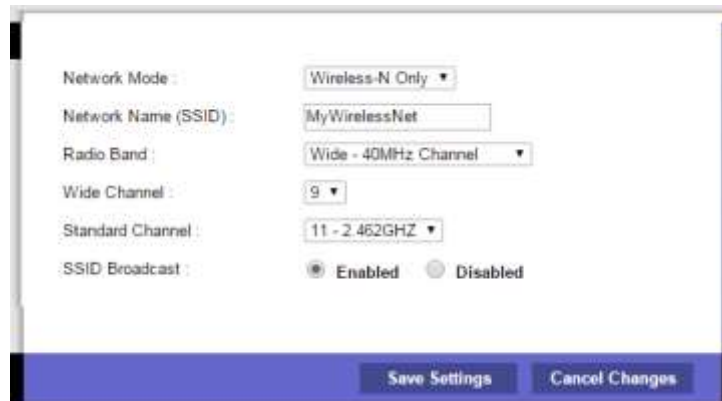 Network Mode : Wireless-N Only
Network Name (SSID) : MyWirelessNet
Radio Band : Wide - 40MHz Channel
Wide Channel : 9
Standard Channel : 11 - 2.462GHZ
SSID Broadcast : Enabled Disabled
Save Settings Cancel Changes